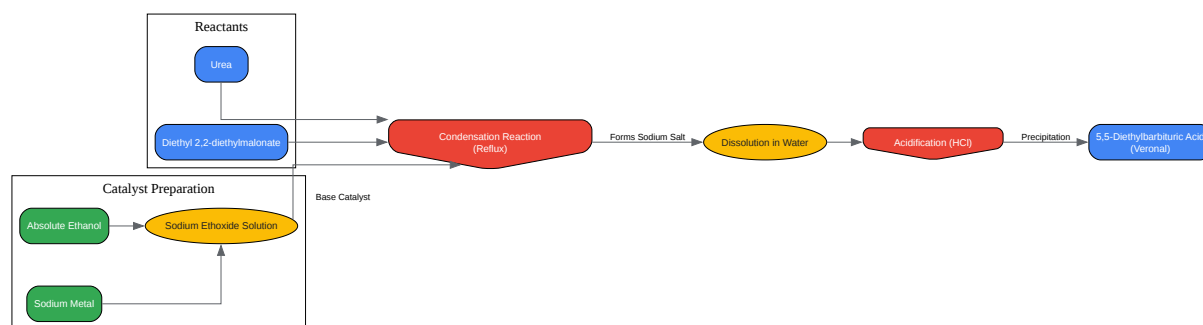 Reactants
Urea
Diethyl 2,2-diethylmalonate
Condensation Reaction
(Reflux)
Forms Sodium Salt
Dissolution in Water
Acidification (HCl)
Precipitation
5,5-Diethylbarbituric Acid
(Veronal)
Catalyst Preparation
Base Catalyst
Absolute Ethanol
Sodium Ethoxide Solution
Sodium Metal